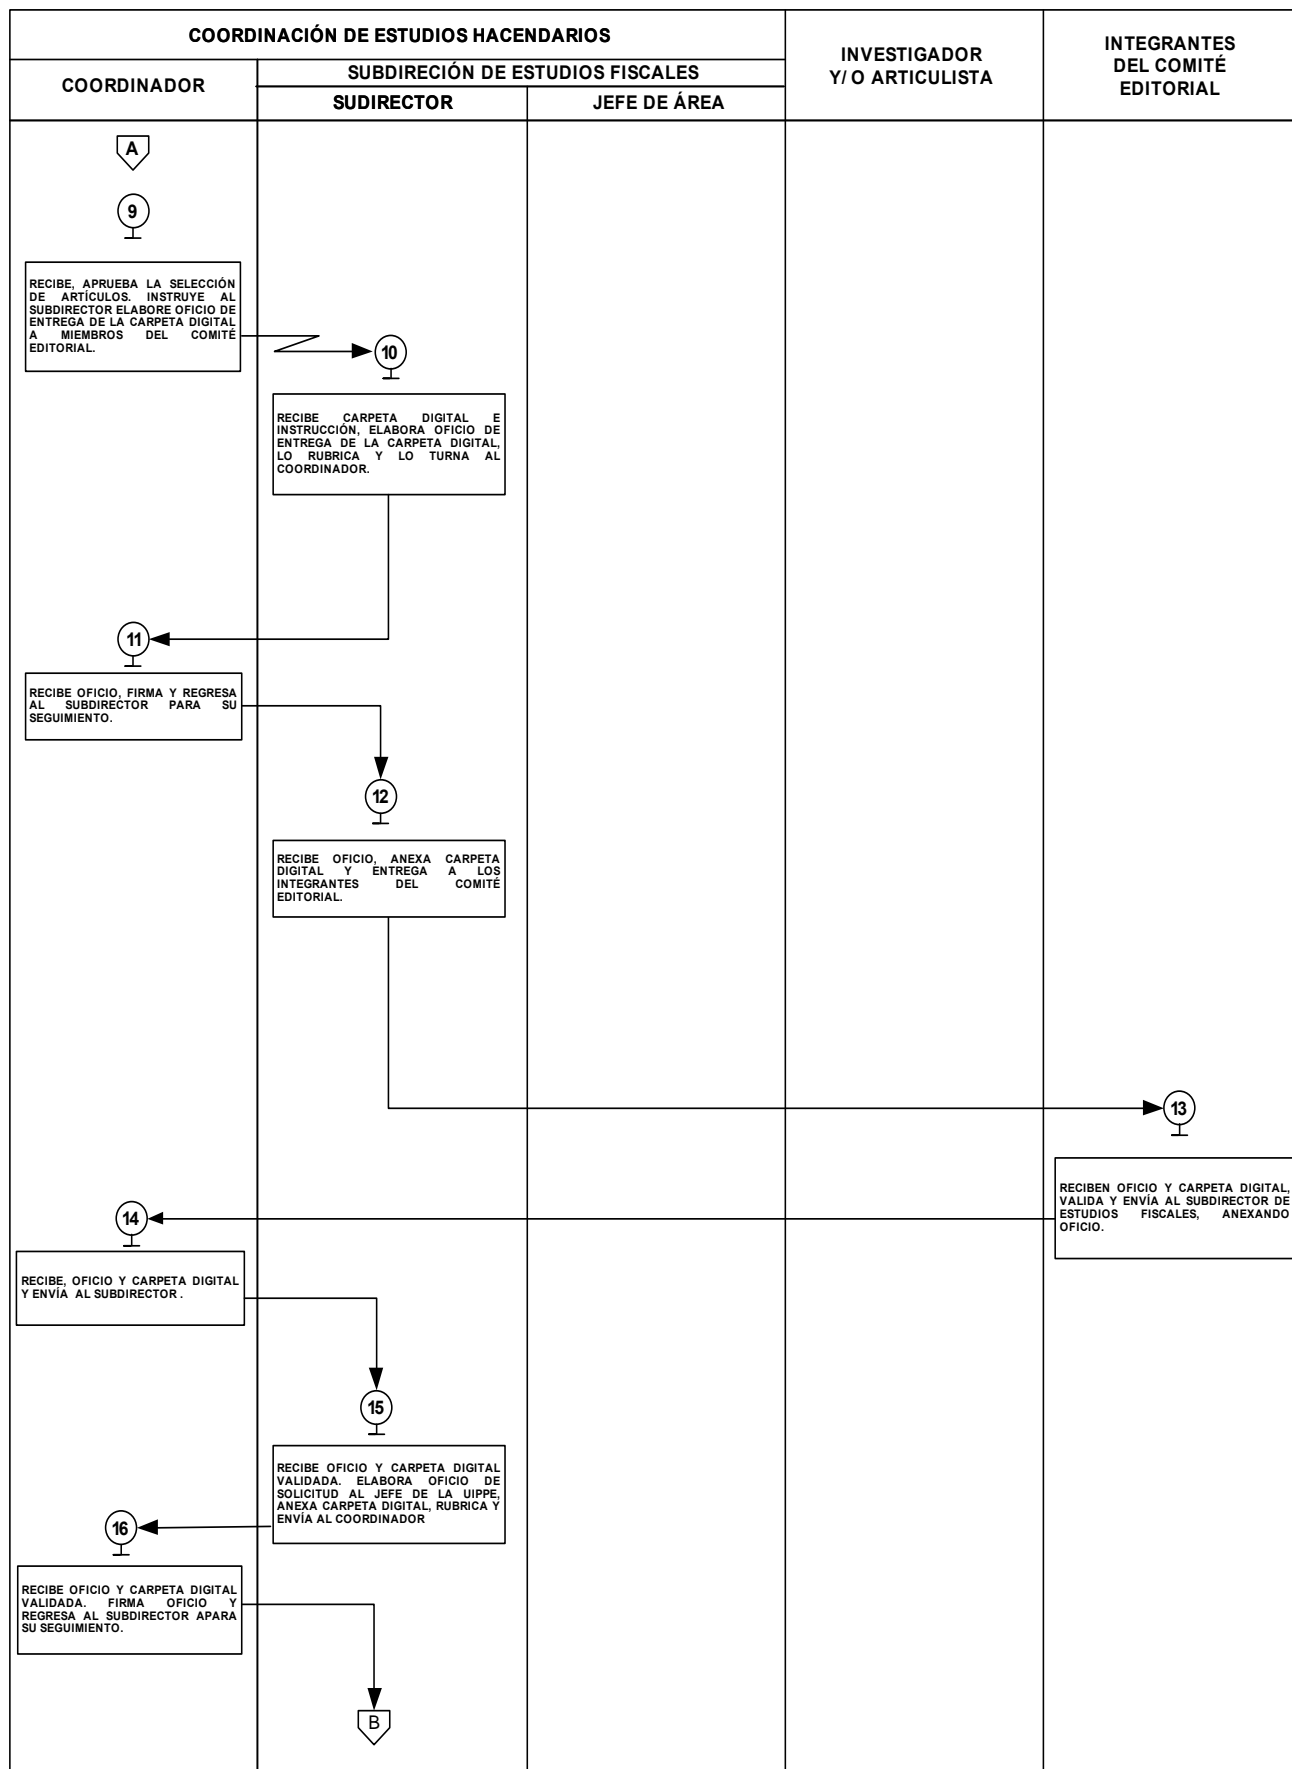 COORDINACIÓN DE ESTUDIOS HACENDARIOS
INVESTIGADOR
Y/ O ARTICULISTA
INTEGRANTES
DEL COMITÉ
EDITORIAL
COORDINADOR
SUBDIRECIÓN DE ESTUDIOS FISCALES
SUDIRECTOR
JEFE DE ÁREA
A
9
RECIBE, APRUEBA LA SELECCIÓN
DE ARTÍCULOS. INSTRUYE AL
SUBDIRECTOR ELABORE OFICIO DE
ENTREGA DE LA CARPETA DIGITAL
A MIEMBROS DEL COMITÉ
EDITORIAL.
10
RECIBE CARPETA DIGITAL E
INSTRUCCIÓN, ELABORA OFICIO DE
ENTREGA DE LA CARPETA DIGITAL,
LO RUBRICA Y LO TURNA AL
COORDINADOR.
11
RECIBE OFICIO, FIRMA Y REGRESA
AL SUBDIRECTOR PARA SU
SEGUIMIENTO.
12
RECIBE OFICIO, ANEXA CARPETA
DIGITAL Y ENTREGA A LOS
INTEGRANTES DEL COMITÉ
EDITORIAL.
13
RECIBEN OFICIO Y CARPETA DIGITAL,
VALIDA Y ENVÍA AL SUBDIRECTOR DE
ESTUDIOS FISCALES, ANEXANDO
OFICIO.
14
RECIBE, OFICIO Y CARPETA DIGITAL
Y ENVÍA AL SUBDIRECTOR .
15
RECIBE OFICIO Y CARPETA DIGITAL
VALIDADA. ELABORA OFICIO DE
SOLICITUD AL JEFE DE LA UIPPE,
ANEXA CARPETA DIGITAL, RUBRICA Y
ENVÍA AL COORDINADOR
16
RECIBE OFICIO Y CARPETA DIGITAL
VALIDADA. FIRMA OFICIO Y
REGRESA AL SUBDIRECTOR APARA
SU SEGUIMIENTO.
B